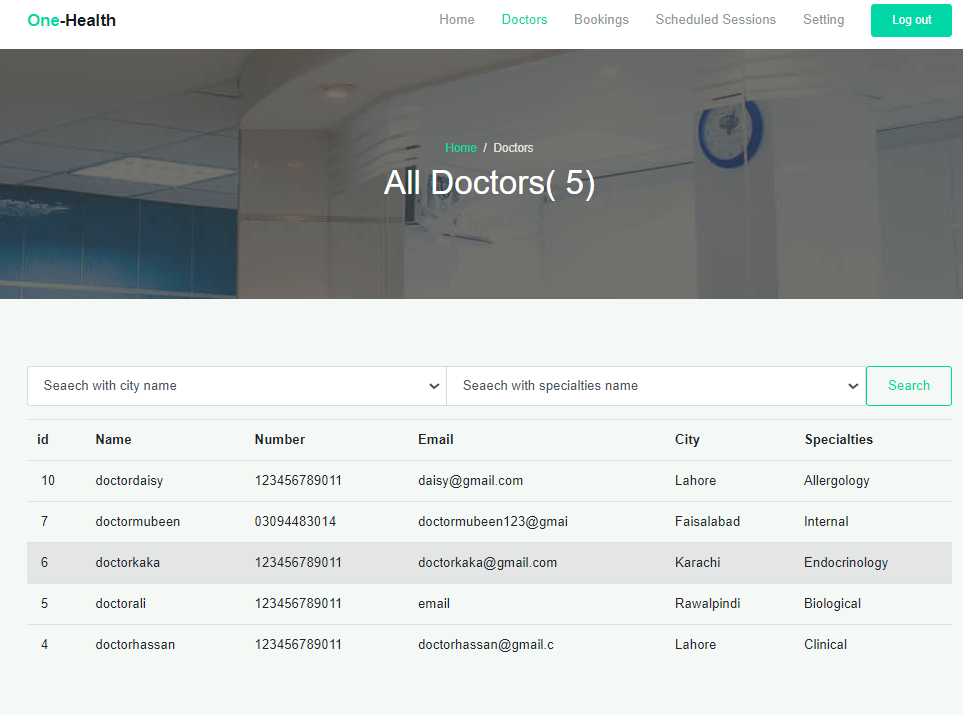 One-Health Home Doctors Bookings Scheduled Sessions Setting Log out
Home / Doctors
All Doctors( 5)
Seaech with city name Seaech with specialties name Search
id Name Number Email City Specialties
10 doctordaisy 123456789011 daisy@gmail.com Lahore Allergology
7 doctormubeen 03094483014 doctormubeen123@gmai Faisalabad Internal
6 doctorkaka 123456789011 doctorkaka@gmail.com Karachi Endocrinology
5 doctorali 123456789011 email Rawalpindi Biological
4 doctorhassan 123456789011 doctorhassan@gmail.c Lahore Clinical